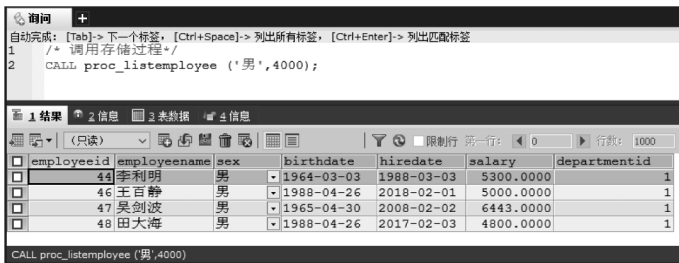 询问
自动完成: [Tab]-> 下一个标签, [Ctrl+Space]-> 列出所有标签, [Ctrl+Enter]-> 列出匹配标签
1 /* 调用存储过程*/
2 CALL proc_listemployee ('男',4000);
1 结果 2 信息 3 表数据 4 信息
(只读) 限制行 第一行: 0 行数: 1000
employeeid employeename sex birthdate hiredate salary departmentid
44 李利明 男 1964-03-03 1988-03-03 5300.0000 1
46 王百静 男 1988-04-26 2018-02-01 5000.0000 1
47 吴剑波 男 1965-04-30 2008-02-02 6443.0000 1
48 田大海 男 1988-04-26 2017-02-03 4800.0000 1
CALL proc_listemployee ('男',4000)